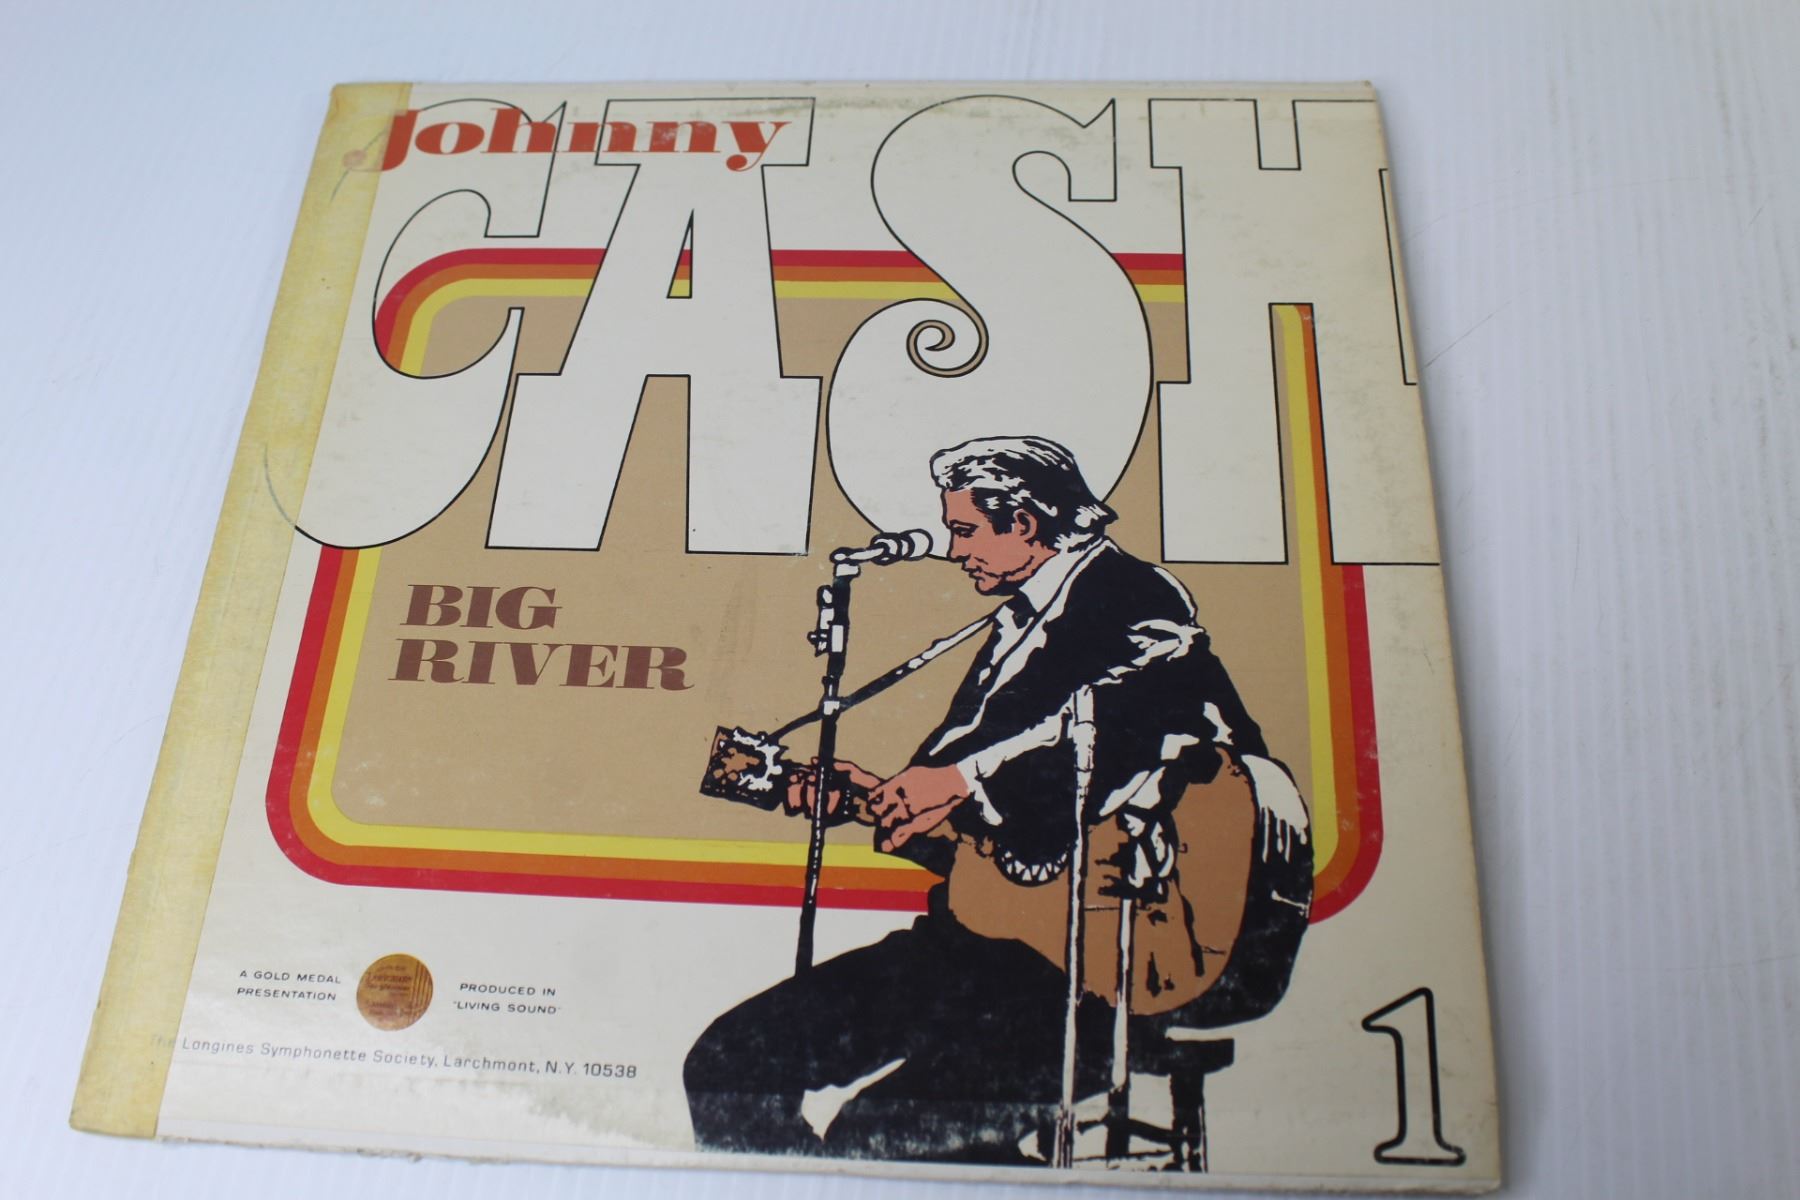 Johnny
CASH
BIG
RIVER
A GOLD MEDAL
PRESENTATION
PRODUCED IN
"LIVING SOUND"
The Longines Symphonette Society, Larchmont, N.Y. 10538
1